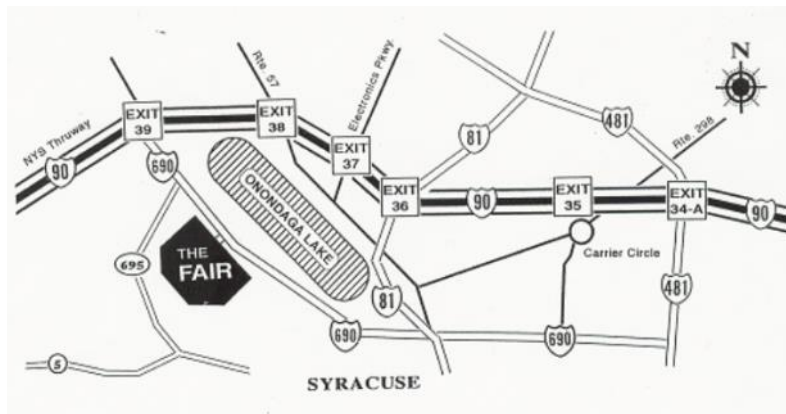 Rte. 57
Electronics Pkwy.
N
EXIT
39
EXIT
38
81
481
Rte. 298
NYS Thruway
EXIT
37
90
690
ONONDAGA LAKE
EXIT
36
90
EXIT
35
EXIT
34-A
90
THE
FAIR
695
Carrier Circle
81
481
690
690
5
SYRACUSE